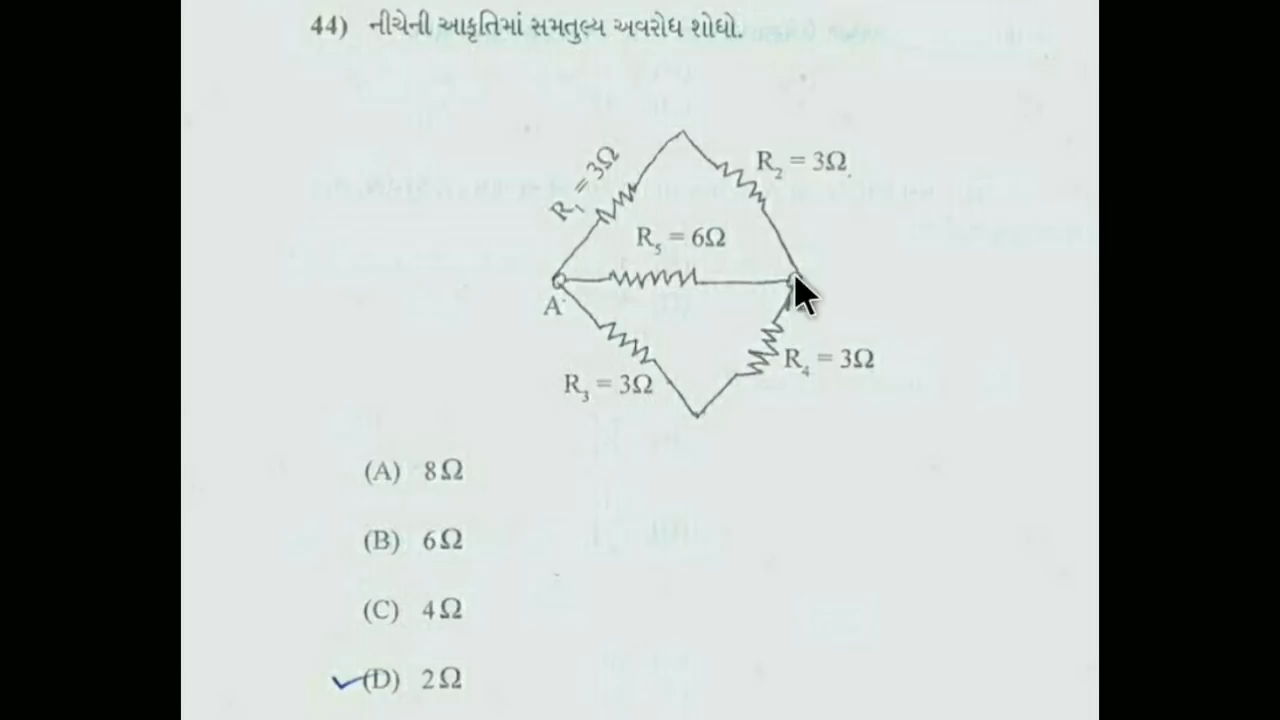 44) નીચેની આકૃતિમાં સમતુલ્ય અવરોધ શોધો.
R₁ = 3Ω
R₂ = 3Ω
R₅ = 6Ω
A
R₃ = 3Ω
R₄ = 3Ω
(A) 8Ω
(B) 6Ω
(C) 4Ω
(D) 2Ω